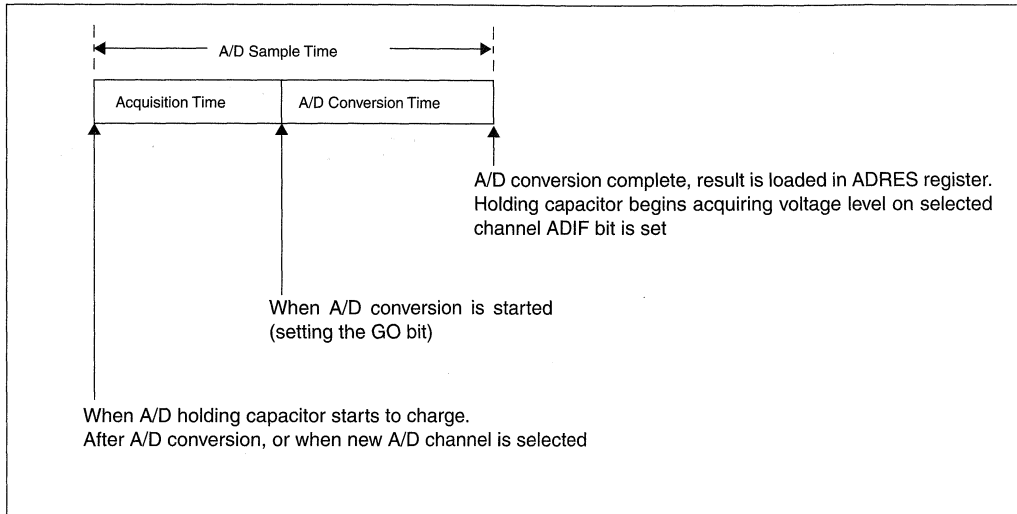 A/D Sample Time
Acquisition Time
A/D Conversion Time
A/D conversion complete, result is loaded in ADRES register.
Holding capacitor begins acquiring voltage level on selected
channel ADIF bit is set
When A/D conversion is started
(setting the GO bit)
When A/D holding capacitor starts to charge.
After A/D conversion, or when new A/D channel is selected